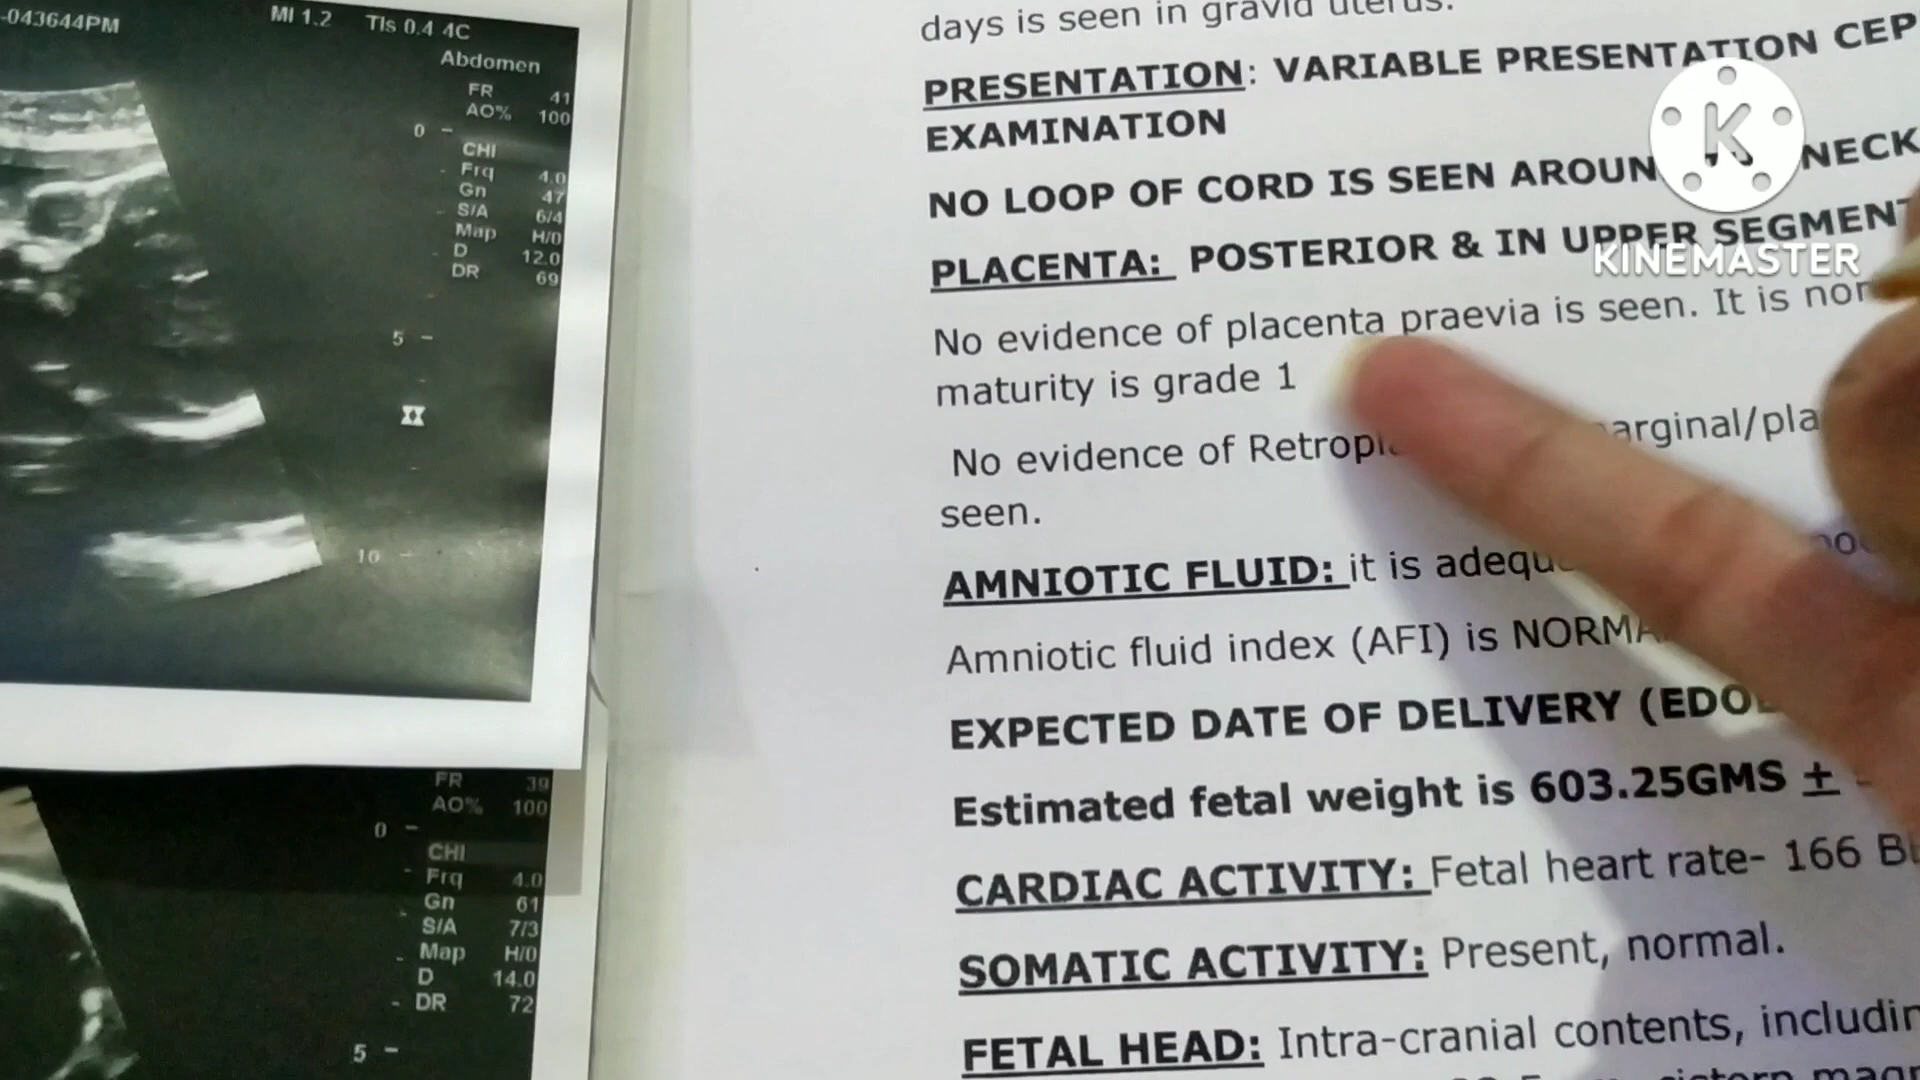 -043644PM
MI 1.2 TIs 0.4 4C
Abdomen
FR 41
AO% 100
0
CHI
Frq 4.0
Gn 47
S/A 6/4
Map H/0
D 12.0
DR 69
5
10
FR 39
AO% 100
0
CHI
Frq 4.0
Gn 61
S/A 7/3
Map H/0
D 14.0
DR 72
5
days is seen in gravid uterus.
PRESENTATION: VARIABLE PRESENTATION CEP
EXAMINATION
NO LOOP OF CORD IS SEEN AROUN NECK
PLACENTA: POSTERIOR & IN UPPER SEGMENT
No evidence of placenta praevia is seen. It is nor
maturity is grade 1
No evidence of Retropl arginal/pla
seen.
AMNIOTIC FLUID: it is adequ
Amniotic fluid index (AFI) is NORMA
EXPECTED DATE OF DELIVERY (EDO
Estimated fetal weight is 603.25GMS ±
CARDIAC ACTIVITY: Fetal heart rate- 166 B
SOMATIC ACTIVITY: Present, normal.
FETAL HEAD: Intra-cranial contents, includin
K
KINEMASTER